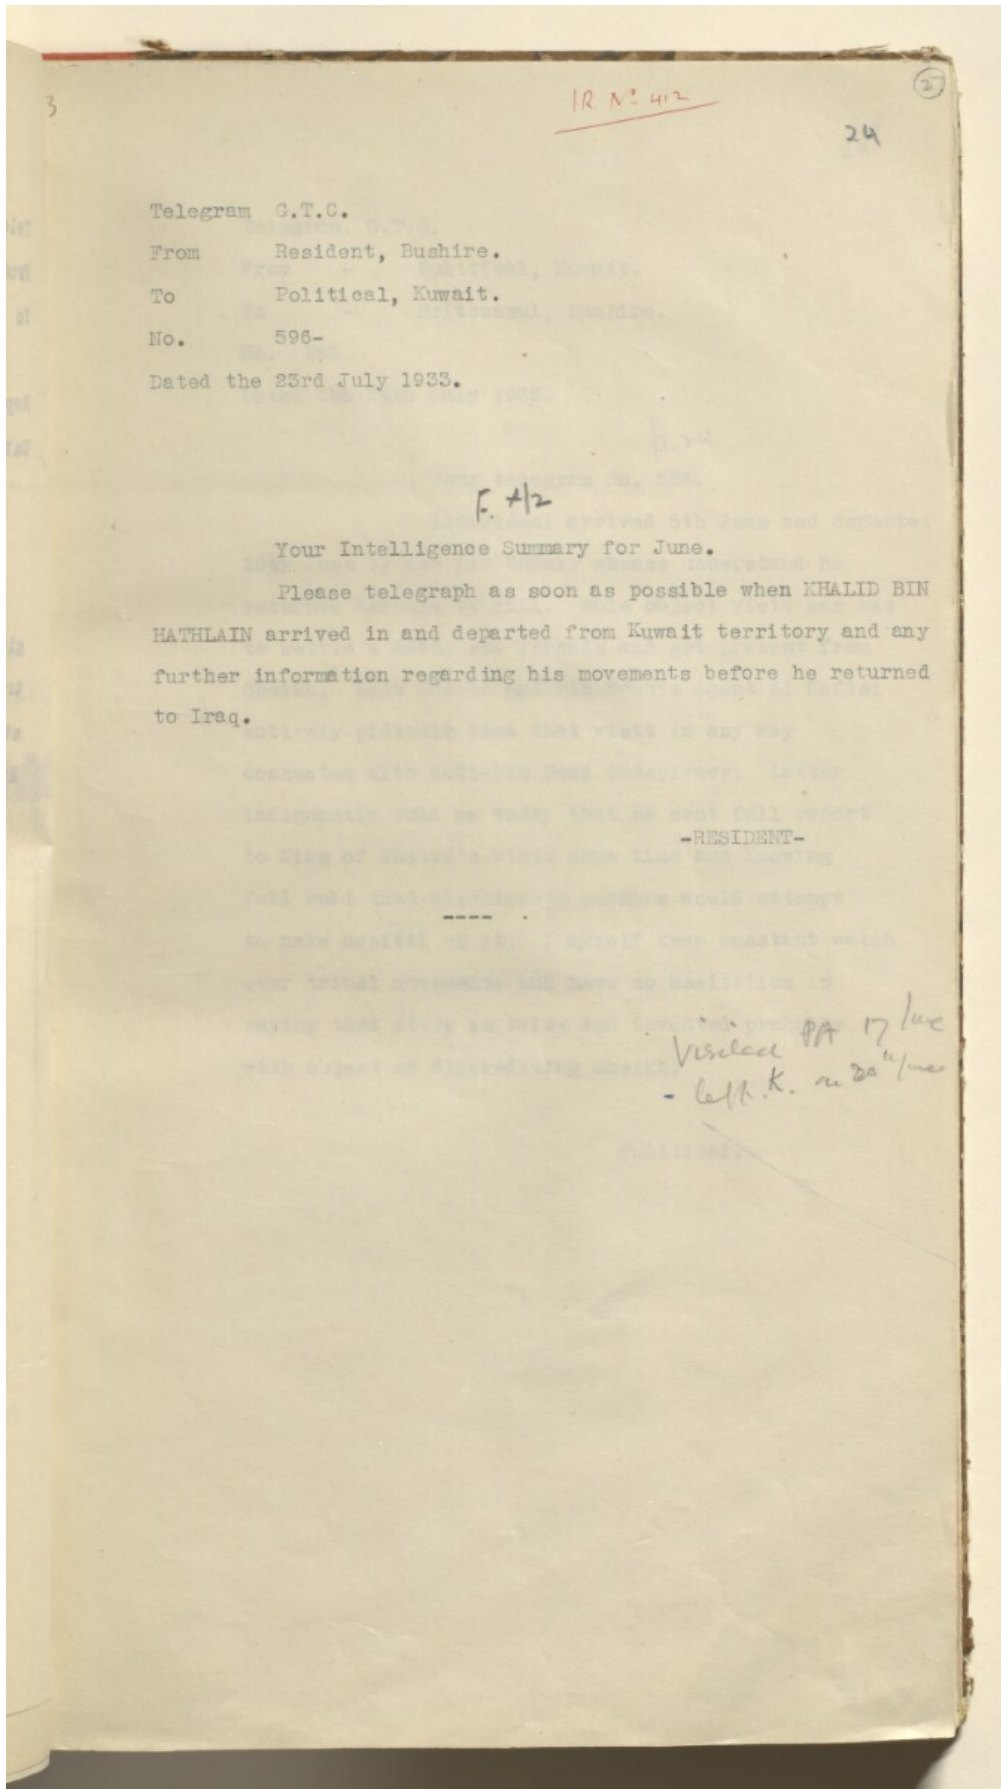 3
IR Nº 412
2
24
Telegram G.T.C.
From Resident, Bushire.
To Political, Kuwait.
No. 596-
Dated the 23rd July 1933.
F.
Your Intelligence Summary for June.
Please telegraph as soon as possible when KHALID BIN
HATHLAIN arrived in and departed from Kuwait territory and any
further information regarding his movements before he returned
to Iraq.
-RESIDENT-
----
Visited PA 17 June
- left K. on 20th June